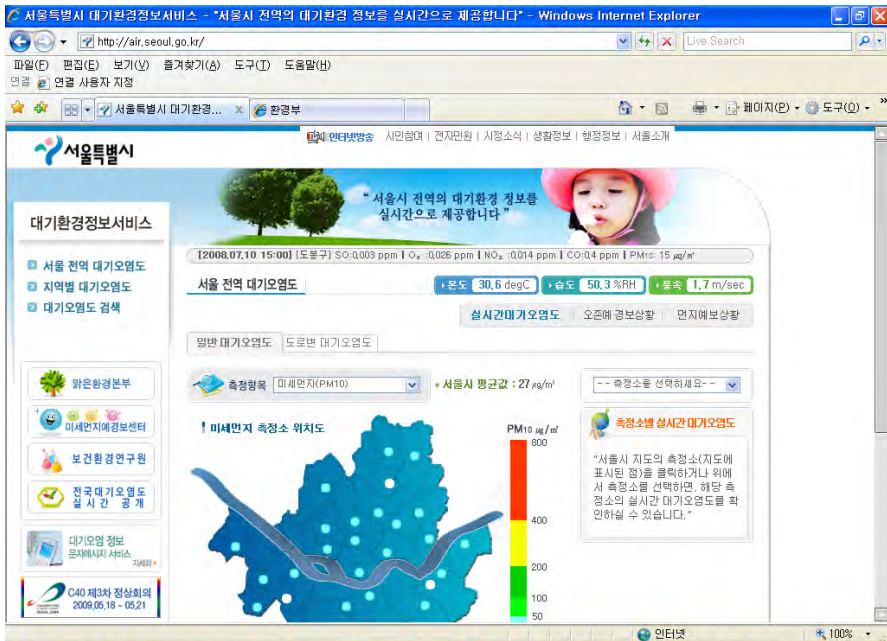 서울특별시 대기환경정보서비스 - "서울시 전역의 대기환경 정보를 실시간으로 제공합니다" - Windows Internet Explorer
http://air.seoul.go.kr/
Live Search
파일(F) 편집(E) 보기(V) 즐겨찾기(A) 도구(T) 도움말(H)
연결 연결 사용자 지정
서울특별시 대기환경... x 환경부
페이지(P) 도구(O)
서울특별시
인터넷방송 시민참여 | 전자민원 | 시정소식 | 생활정보 | 행정정보 | 서울소개
" 서울시 전역의 대기환경 정보를
실시간으로 제공합니다 "
대기환경정보서비스
서울 전역 대기오염도
지역별 대기오염도
대기오염도 검색
[2008.07.10 15:00] [도봉구] SO:0.003 ppm | O₃ :0.026 ppm | NO₂ :0.014 ppm | CO:0.4 ppm | PM10: 15 ㎍/㎥
서울 전역 대기오염도
온도 30.6 degC 습도 50.3 %RH 풍속 1.7 m/sec
실시간대기오염도 오존예·경보상황 먼지예보상황
일반 대기오염도 도로변 대기오염도
측정항목 미세먼지(PM10) 서울시 평균값 : 27 ㎍/㎥
-- 측정소를 선택하세요--
미세먼지 측정소 위치도
PM10 ㎍/㎥
800
400
200
100
50
측정소별 실시간 대기오염도
"서울시 지도의 측정소(지도에
표시된 점)을 클릭하거나 위에
서 측정소를 선택하면, 해당 측
정소의 실시간 대기오염도를 확
인하실 수 있습니다."
맑은환경본부
미세먼지예경보센터
보건환경연구원
전국대기오염도
실시간 공개
대기오염 정보
문자메시지 서비스
자세히
C40 제3차 정상회의
2009.05.18 ~ 05.21
인터넷
100%